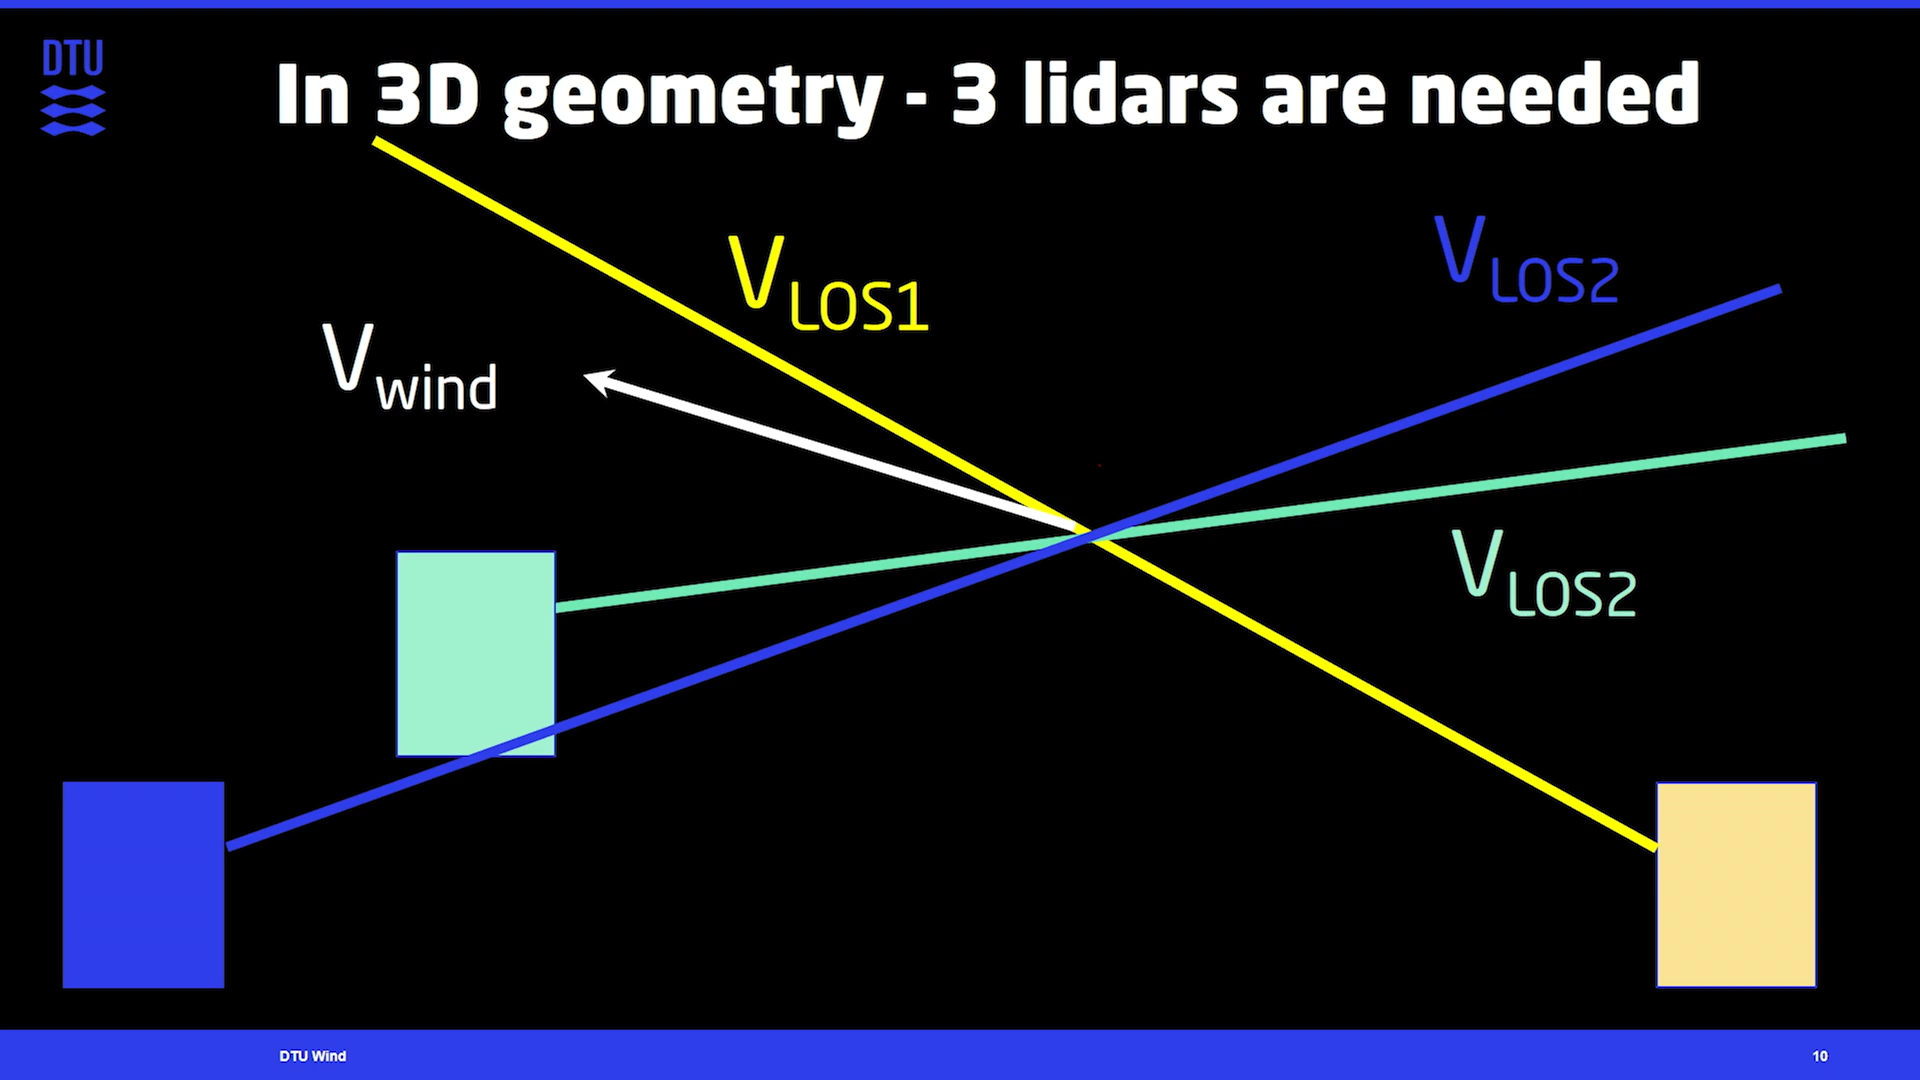 DTU
In 3D geometry - 3 lidars are needed
VLOS1
VLOS2
Vwind
VLOS2
DTU Wind
10